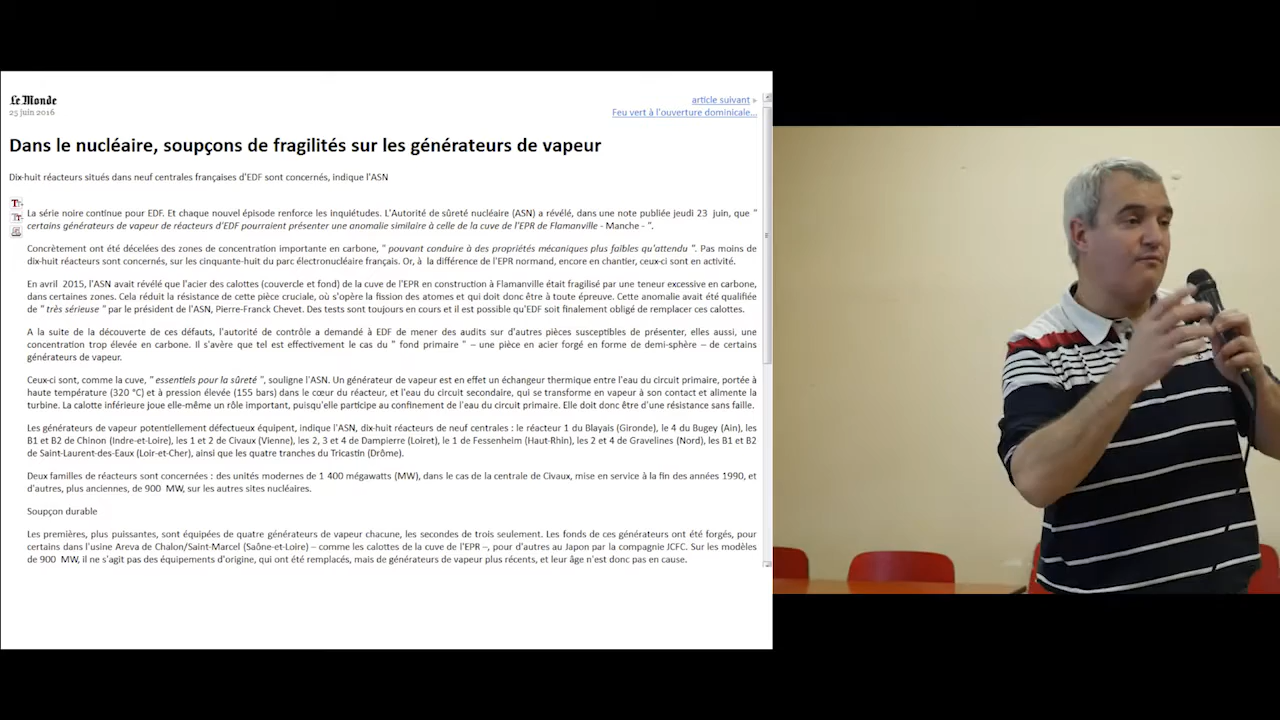 Le Monde
23 juin 2016
article suivant »
Feu vert à l'ouverture dominicale...
Dans le nucléaire, soupçons de fragilités sur les générateurs de vapeur
Dix-huit réacteurs situés dans neuf centrales françaises d'EDF sont concernés, indique l'ASN
La série noire continue pour EDF. Et chaque nouvel épisode renforce les inquiétudes. L'Autorité de sûreté nucléaire (ASN) a révélé, dans une note publiée jeudi 23 juin, que "
certains générateurs de vapeur de réacteurs d'EDF pourraient présenter une anomalie similaire à celle de la cuve de l'EPR de Flamanville - Manche - ".
Concrètement ont été décelées des zones de concentration importante en carbone, " pouvant conduire à des propriétés mécaniques plus faibles qu'attendu ". Pas moins de
dix-huit réacteurs sont concernés, sur les cinquante-huit du parc électronucléaire français. Or, à la différence de l'EPR normand, encore en chantier, ceux-ci sont en activité.
En avril 2015, l'ASN avait révélé que l'acier des calottes (couvercle et fond) de la cuve de l'EPR en construction à Flamanville était fragilisé par une teneur excessive en carbone,
dans certaines zones. Cela réduit la résistance de cette pièce cruciale, où s'opère la fission des atomes et qui doit donc être à toute épreuve. Cette anomalie avait été qualifiée
de " très sérieuse " par le président de l'ASN, Pierre-Franck Chevet. Des tests sont toujours en cours et il est possible qu'EDF soit finalement obligé de remplacer ces calottes.
A la suite de la découverte de ces défauts, l'autorité de contrôle a demandé à EDF de mener des audits sur d'autres pièces susceptibles de présenter, elles aussi, une
concentration trop élevée en carbone. Il s'avère que tel est effectivement le cas du " fond primaire " – une pièce en acier forgé en forme de demi-sphère – de certains
générateurs de vapeur.
Ceux-ci sont, comme la cuve, " essentiels pour la sûreté ", souligne l'ASN. Un générateur de vapeur est en effet un échangeur thermique entre l'eau du circuit primaire, portée à
haute température (320 °C) et à pression élevée (155 bars) dans le cœur du réacteur, et l'eau du circuit secondaire, qui se transforme en vapeur à son contact et alimente la
turbine. La calotte inférieure joue elle-même un rôle important, puisqu'elle participe au confinement de l'eau du circuit primaire. Elle doit donc être d'une résistance sans faille.
Les générateurs de vapeur potentiellement défectueux équipent, indique l'ASN, dix-huit réacteurs de neuf centrales : le réacteur 1 du Blayais (Gironde), le 4 du Bugey (Ain), les
B1 et B2 de Chinon (Indre-et-Loire), les 1 et 2 de Civaux (Vienne), les 2, 3 et 4 de Dampierre (Loiret), le 1 de Fessenheim (Haut-Rhin), les 2 et 4 de Gravelines (Nord), les B1 et B2
de Saint-Laurent-des-Eaux (Loir-et-Cher), ainsi que les quatre tranches du Tricastin (Drôme).
Deux familles de réacteurs sont concernées : des unités modernes de 1 400 mégawatts (MW), dans le cas de la centrale de Civaux, mise en service à la fin des années 1990, et
d'autres, plus anciennes, de 900 MW, sur les autres sites nucléaires.
Soupçon durable
Les premières, plus puissantes, sont équipées de quatre générateurs de vapeur chacune, les secondes de trois seulement. Les fonds de ces générateurs ont été forgés, pour
certains dans l'usine Areva de Chalon/Saint-Marcel (Saône-et-Loire) – comme les calottes de la cuve de l'EPR –, pour d'autres au Japon par la compagnie JCFC. Sur les modèles
de 900 MW, il ne s'agit pas des équipements d'origine, qui ont été remplacés, mais de générateurs de vapeur plus récents, et leur âge n'est donc pas en cause.